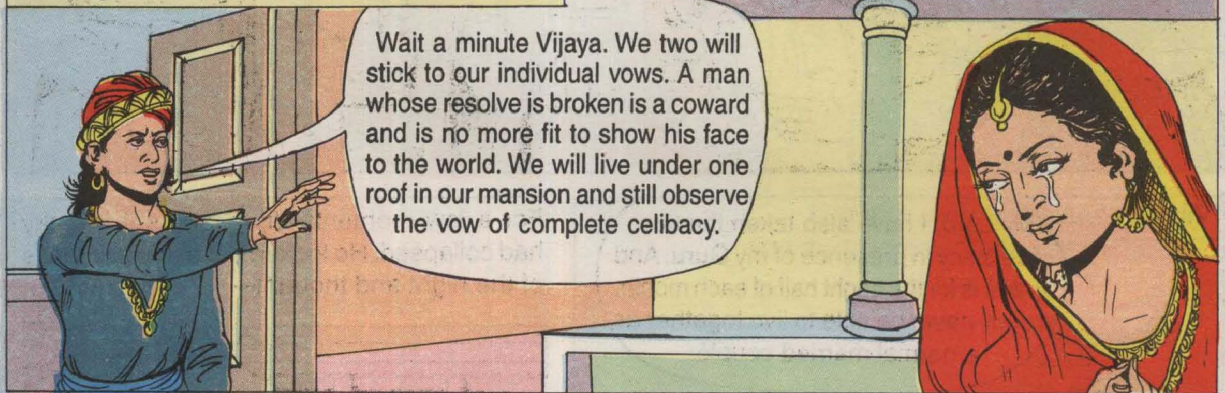 Wait a minute Vijaya. We two will
stick to our individual vows. A man
whose resolve is broken is a coward
and is no more fit to show his face
to the world. We will live under one
roof in our mansion and still observe
the vow of complete celibacy.